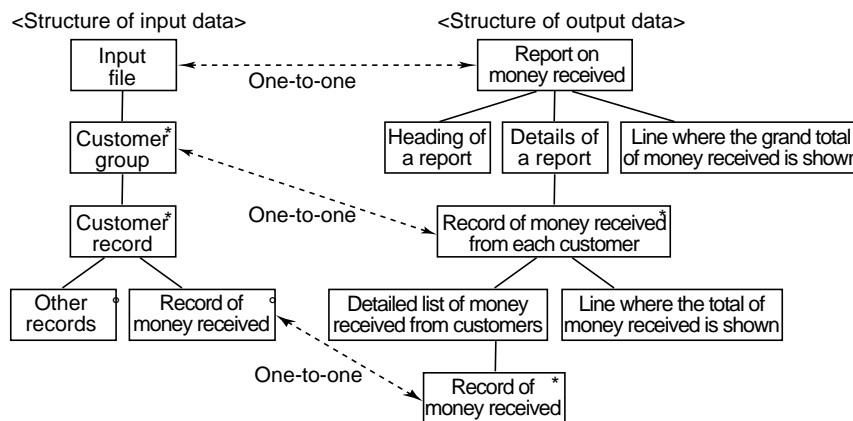 <Structure of input data>
<Structure of output data>
Input
file
One-to-one
Report on
money received
Customer*
group
Heading of
a report
Details of
a report
Line where the grand total
of money received is shown
One-to-one
Customer*
record
Record of money received*
from each customer
Other
records
Record of
money received
Detailed list of money
received from customers
Line where the total of
money received is shown
One-to-one
Record of *
money received